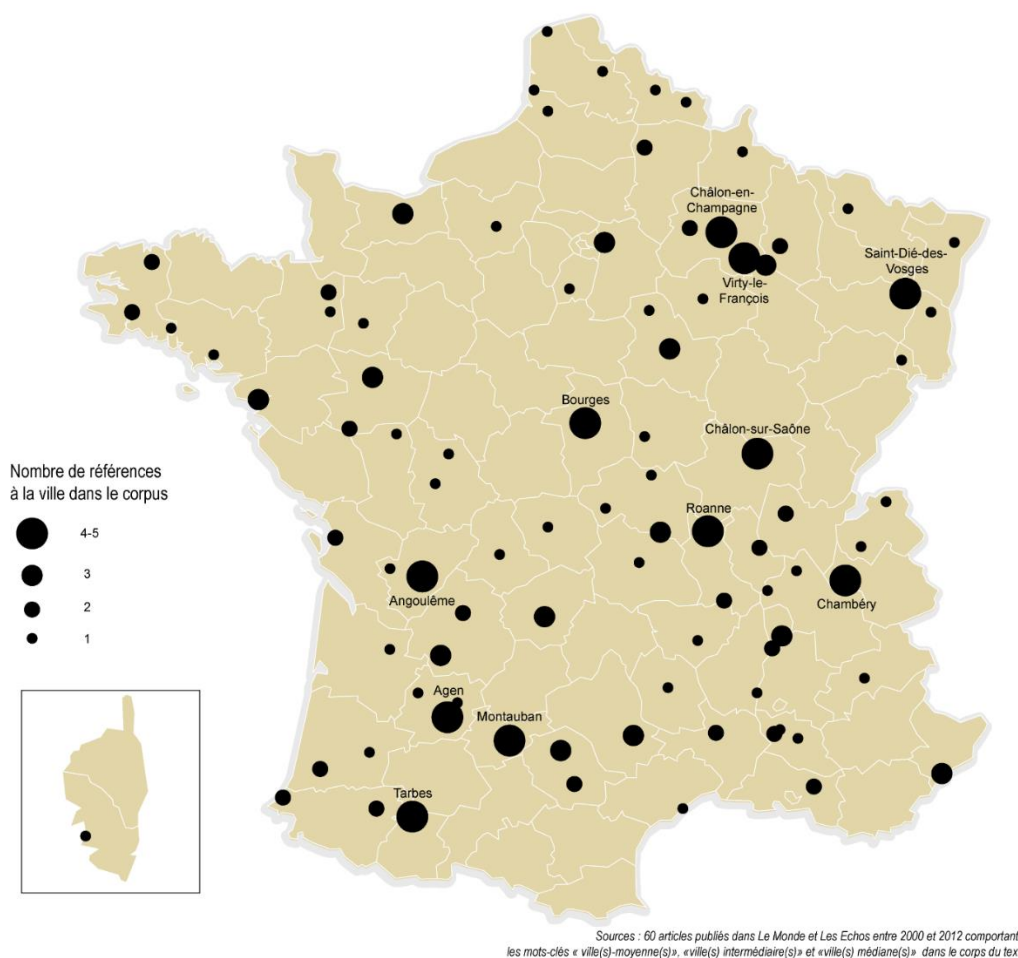 Châlon-en-
Champagne
Saint-Dié-des-
Vosges
Virty-le-
François
Bourges
Châlon-sur-Saône
Nombre de références
à la ville dans le corpus
4-5
3
2
1
Roanne
Angoulême
Chambéry
Agen
Montauban
Tarbes
Sources : 60 articles publiés dans Le Monde et Les Echos entre 2000 et 2012 comportant
les mots-clés « ville(s)-moyenne(s)», «ville(s) intermédiaire(s)» et «ville(s) médiane(s)» dans le corps du tex